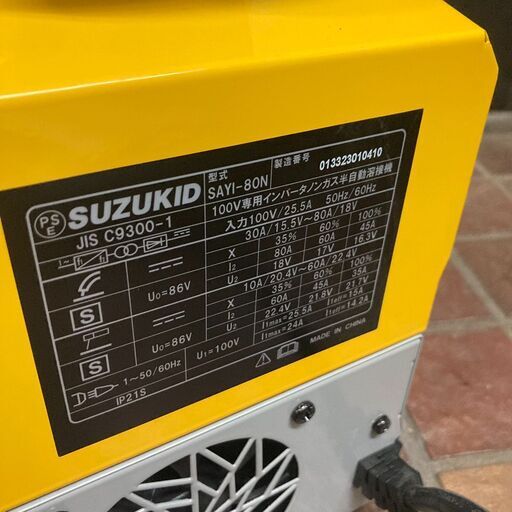 PSE SUZUKID 型式 SAYI-80N 製造番号 013323010410
JIS C9300-1 100V専用インバータノンガス半自動溶接機
入力100V/25.5A 50Hz/60Hz
30A/15.5V~80A/18V
X 35% 60% 100%
I2 80A 60A 45A
U0=86V U2 18V 17V 16.3V
10A/20.4V~60A/22.4V
S X 35% 60% 100%
I2 60A 45A 35A
U0=86V U2 22.4V 21.8V 21.7V
S U1=100V I1max=25.5A I1eff=15A
I1max=24A I1eff=14.2A
1~50/60Hz
IP21S MADE IN CHINA